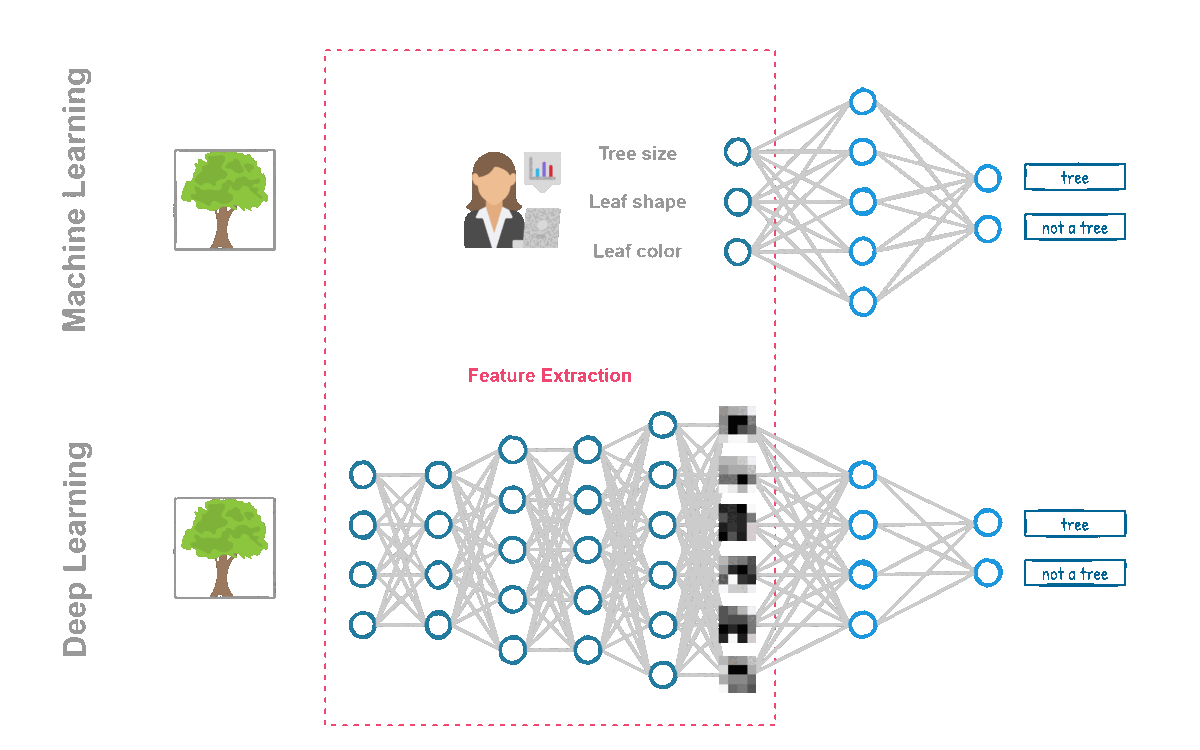 Machine Learning
Tree size
Leaf shape
Leaf color
tree
not a tree
Feature Extraction
Deep Learning
tree
not a tree